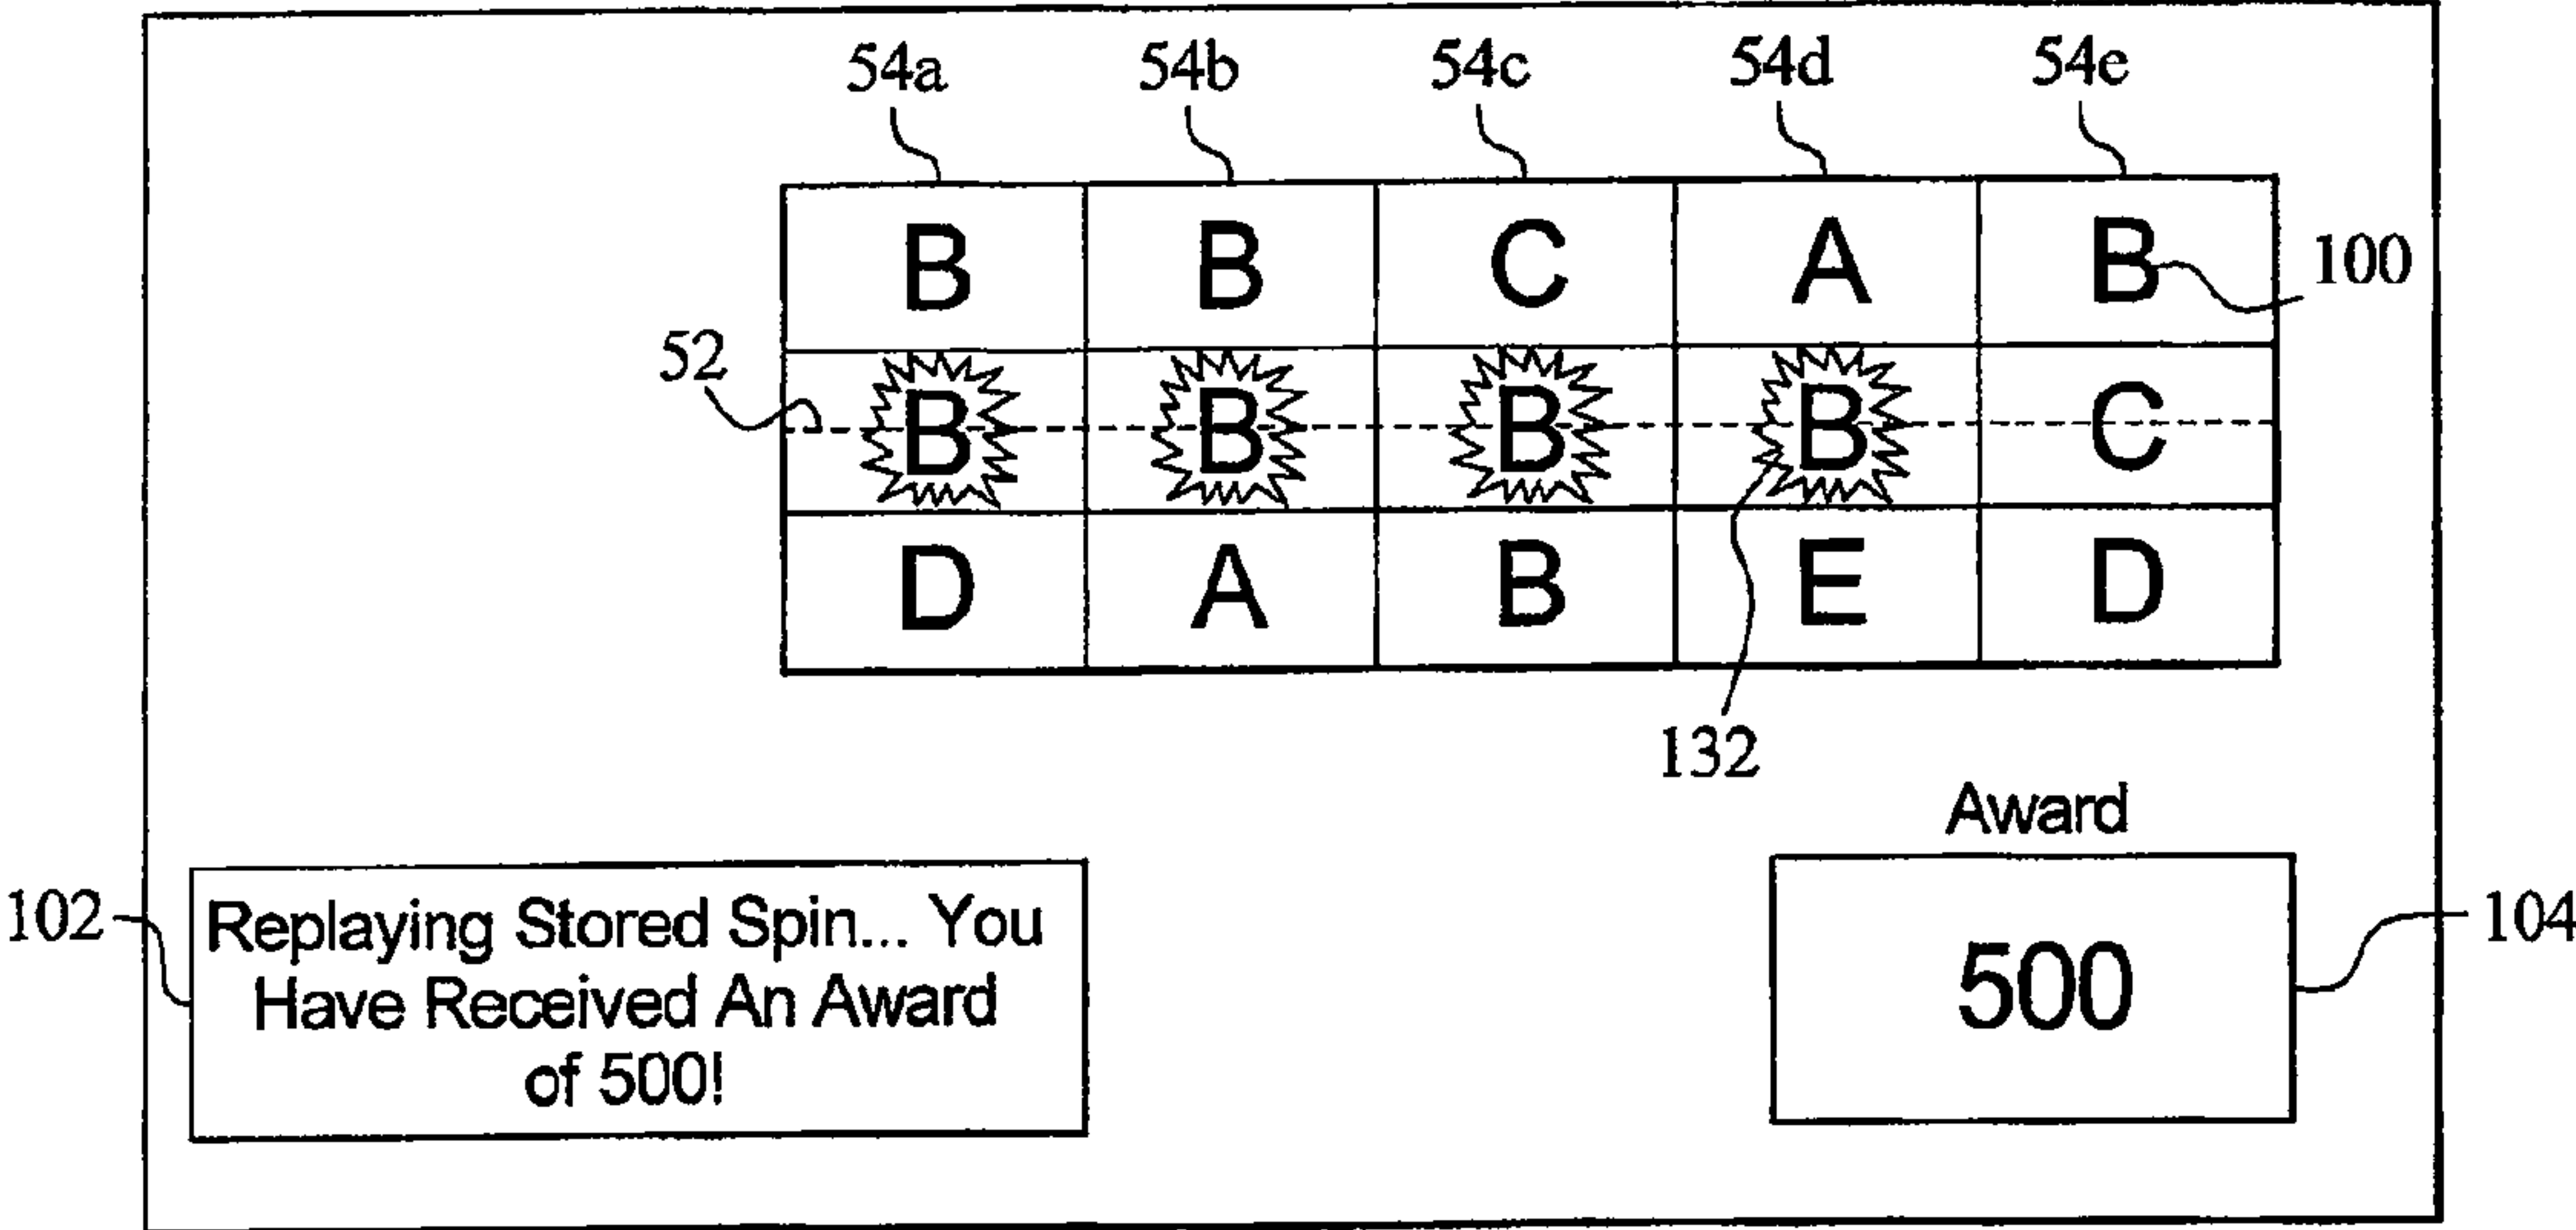 54a 54b 54c 54d 54e
B B C A B 100
52
B B B B C
D A B E D
132
Award
102 Replaying Stored Spin... You
Have Received An Award
of 500!
500 104